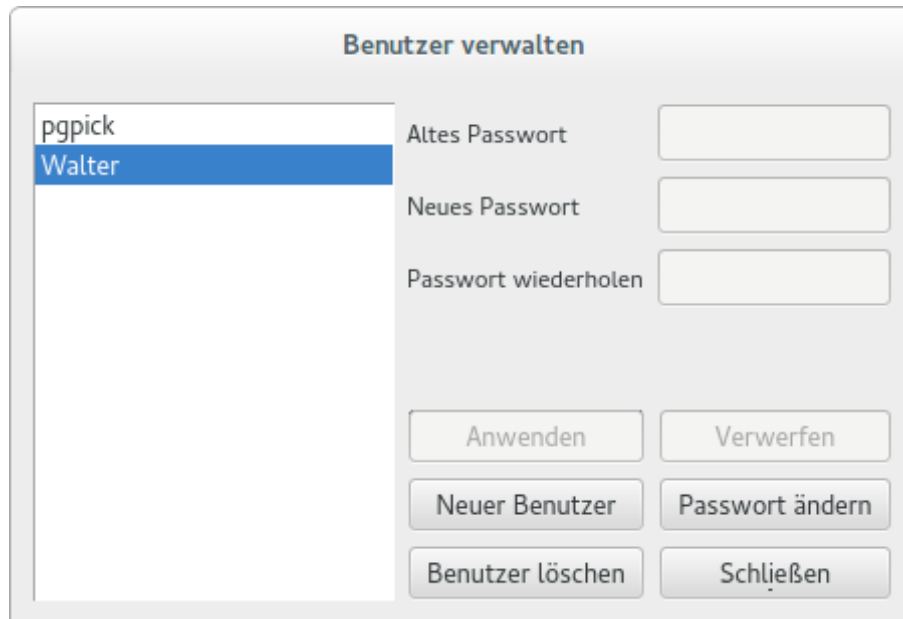 Benutzer verwalten
pgpick
Walter
Altes Passwort
Neues Passwort
Passwort wiederholen
Anwenden
Verwerfen
Neuer Benutzer
Passwort ändern
Benutzer löschen
Schließen